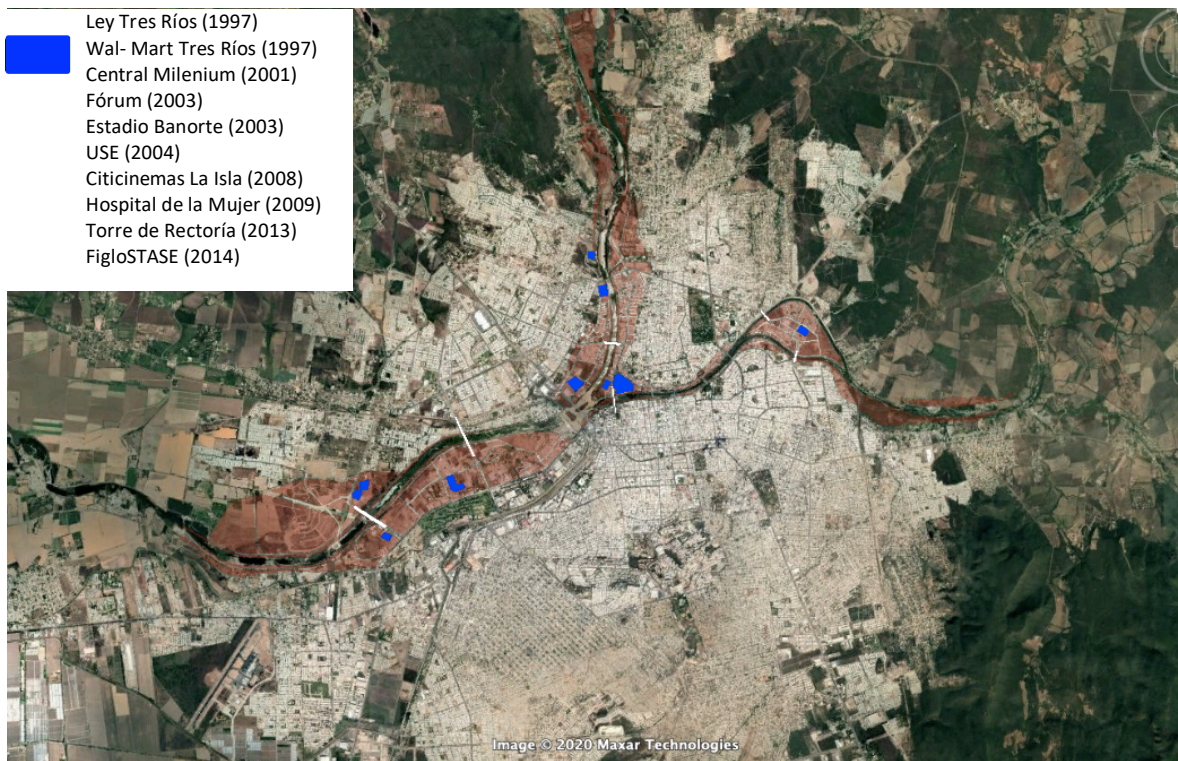 Ley Tres Ríos (1997)
Wal- Mart Tres Ríos (1997)
Central Milenium (2001)
Fórum (2003)
Estadio Banorte (2003)
USE (2004)
Citicinemas La Isla (2008)
Hospital de la Mujer (2009)
Torre de Rectoría (2013)
FigloSTASE (2014)
Image © 2020 Maxar Technologies